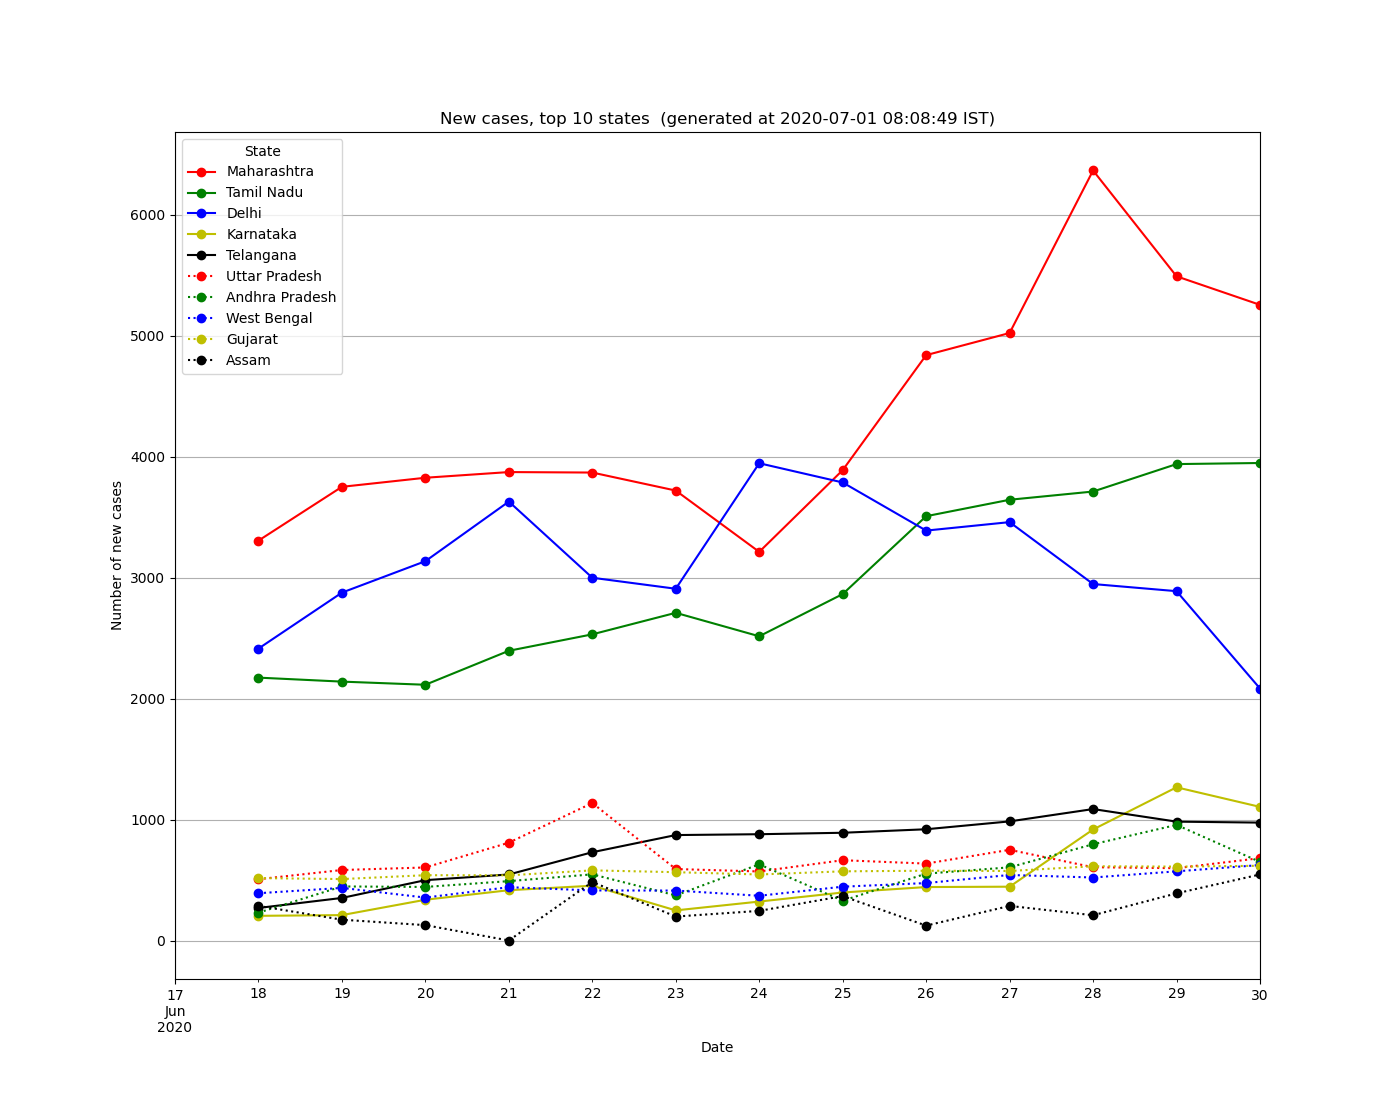 New cases, top 10 states  (generated at 2020-07-01 08:08:49 IST)
State
Maharashtra
Tamil Nadu
Delhi
Karnataka
Telangana
Uttar Pradesh
Andhra Pradesh
West Bengal
Gujarat
Assam
6000
5000
4000
3000
2000
1000
0
Number of new cases
17 18 19 20 21 22 23 24 25 26 27 28 29 30
Jun
2020
Date